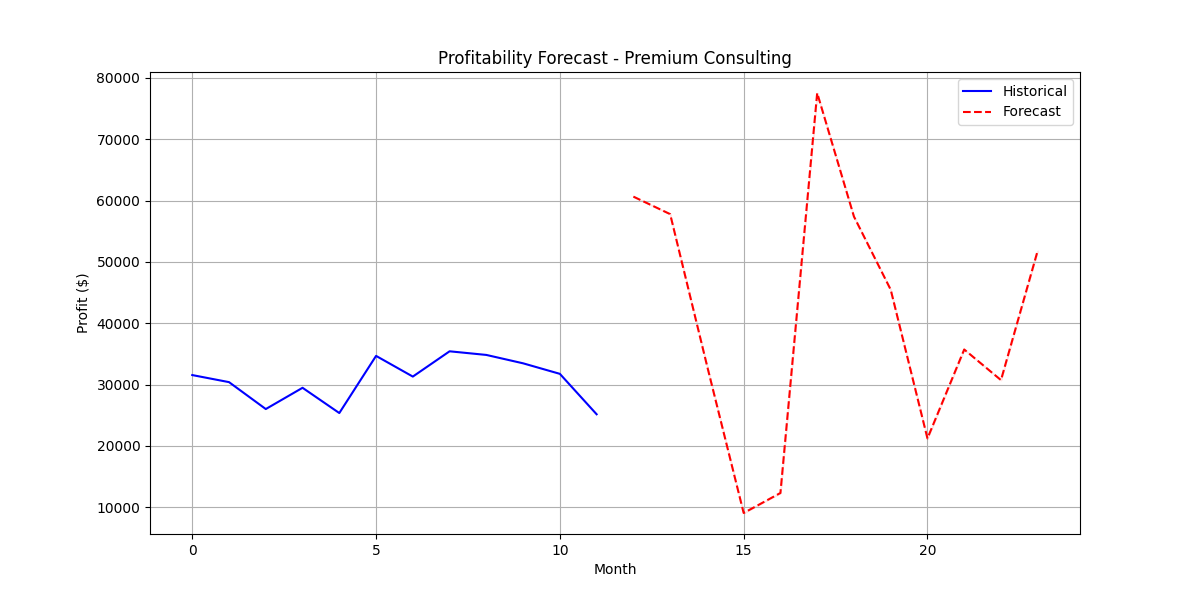 Profitability Forecast - Premium Consulting
80000
70000
60000
50000
40000
30000
20000
10000
Profit ($)
Historical
Forecast
0
5
10
15
20
Month